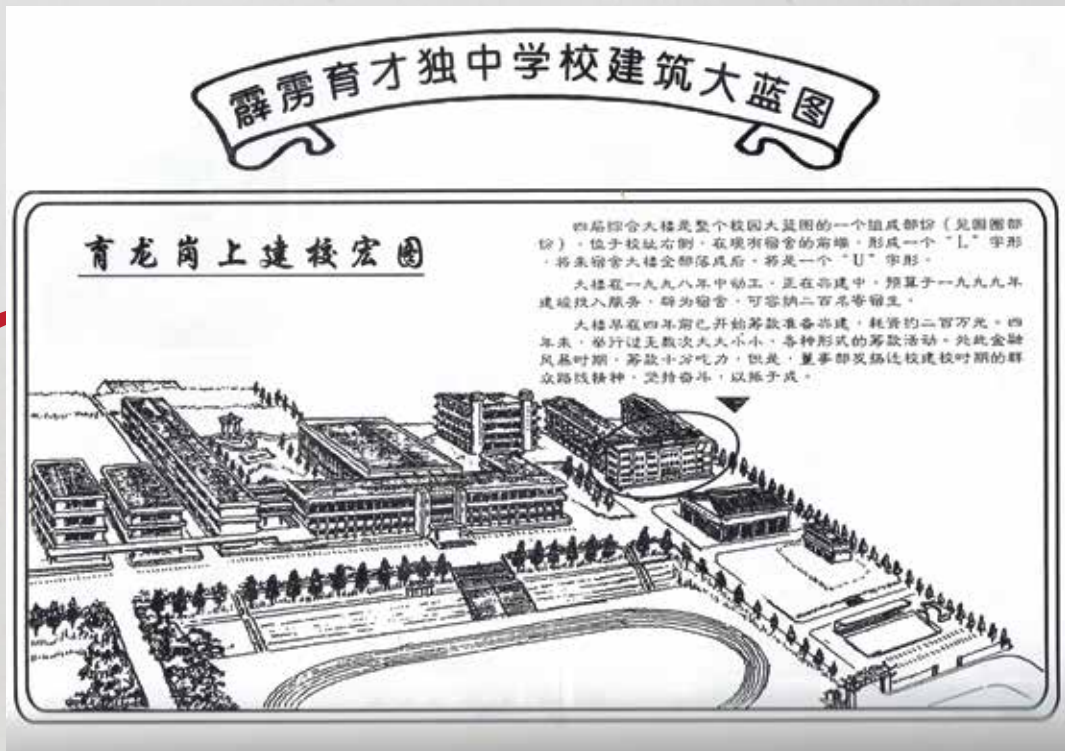 霹雳育才独中学校建筑大蓝图
育龙岗上建校宏图
四层综合大楼是整个校园大蓝图的一个组成部份（见圆圈部
份），位于校址右侧，在现有宿舍的前端，形成一个“L”字形
，将来宿舍大楼全部落成后，将是一个“U”字形。
大楼在一九九八年中动工，正在兴建中，预算于一九九九年
建竣投入服务，辟为宿舍，可容纳二百名寄宿生。
大楼早在四年前已开始筹款准备兴建，耗资约二百万元。四
年来，举行过无数次大大小小、各种形式的筹款活动。处此金融
风暴时期，筹款十分吃力，但是，董事部发扬迁校建校时期的群
众路线精神，坚持奋斗，以抵于成。